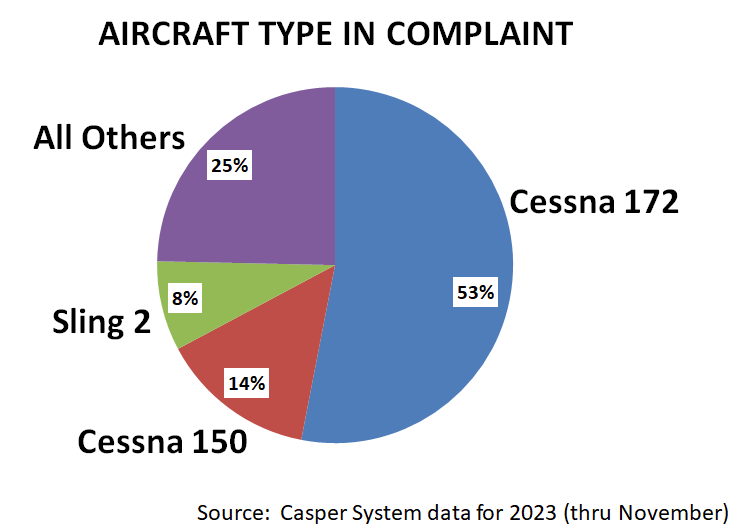 AIRCRAFT TYPE IN COMPLAINT
All Others
25%
Cessna 172
53%
8%
Sling 2
14%
Cessna 150
Source:  Casper System data for 2023 (thru November)